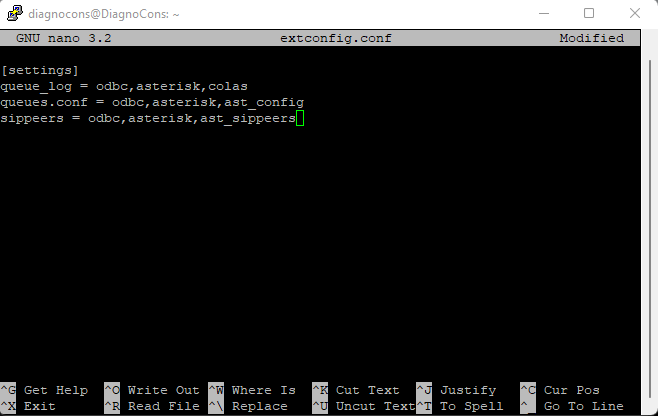 diagnocons@DiagnoCons: ~
GNU nano 3.2 extconfig.conf Modified
[settings]
queue_log = odbc,asterisk,colas
queues.conf = odbc,asterisk,ast_config
sippeers = odbc,asterisk,ast_sippeers
^G Get Help ^O Write Out ^W Where Is ^K Cut Text ^J Justify ^C Cur Pos
^X Exit ^R Read File ^\ Replace ^U Uncut Text^T To Spell ^_ Go To Line